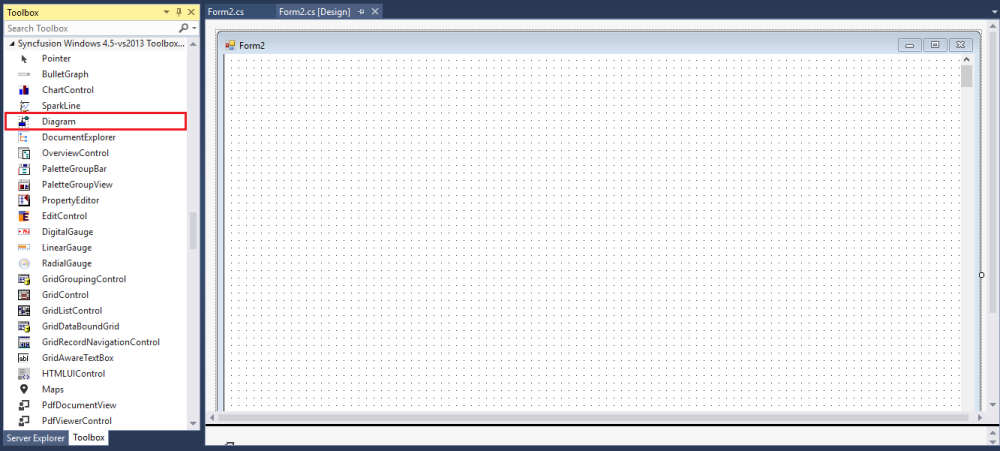 Toolbox
Search Toolbox
Syncfusion Windows 4.5-vs2013 Toolbox...
Pointer
BulletGraph
ChartControl
SparkLine
Diagram
DocumentExplorer
OverviewControl
PaletteGroupBar
PaletteGroupView
PropertyEditor
EditControl
DigitalGauge
LinearGauge
RadialGauge
GridGroupingControl
GridControl
GridListControl
GridDataBoundGrid
GridRecordNavigationControl
GridAwareTextBox
HTMLUIControl
Maps
PdfDocumentView
PdfViewerControl
Server Explorer Toolbox
Form2.cs Form2.cs [Design]
Form2